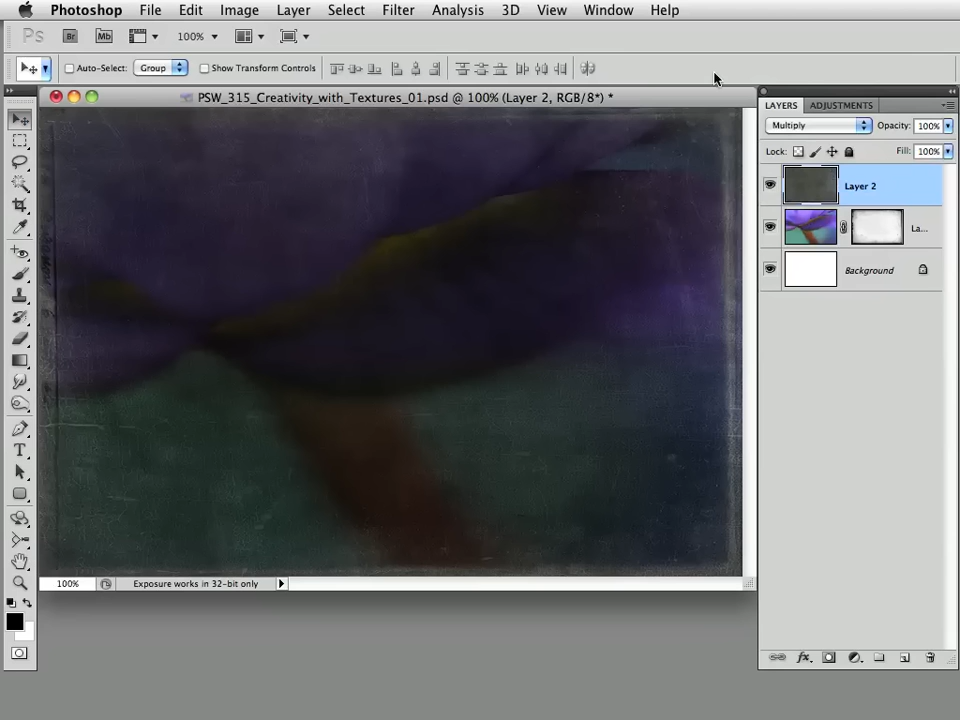 Photoshop File Edit Image Layer Select Filter Analysis 3D View Window Help
Ps Br Mb 100%
Auto-Select: Group Show Transform Controls
PSW_315_Creativity_with_Textures_01.psd @ 100% (Layer 2, RGB/8*) *
LAYERS ADJUSTMENTS
Multiply Opacity: 100%
Lock: Fill: 100%
Layer 2
La...
Background
T
100% Exposure works in 32-bit only
fx